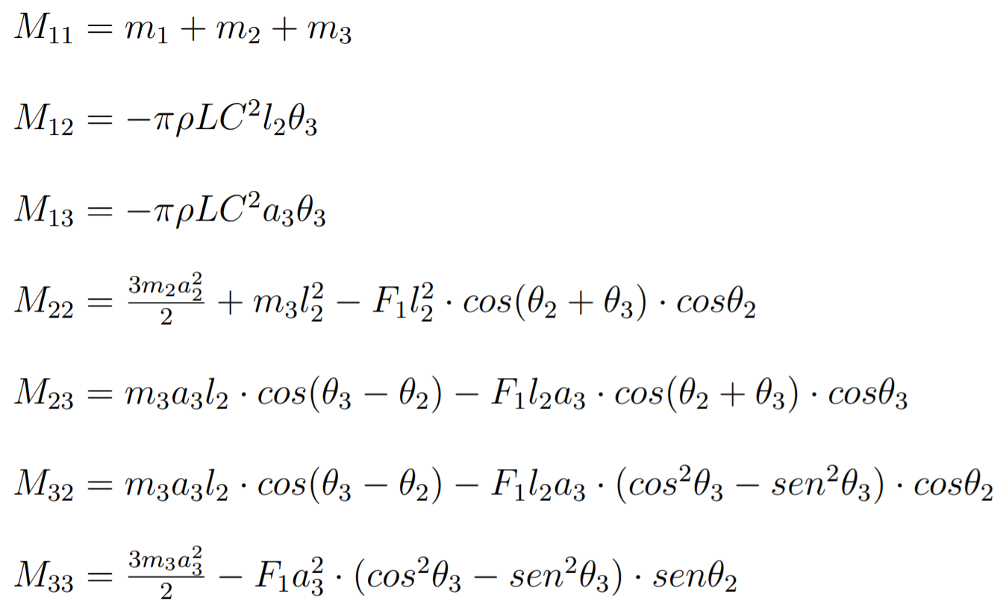 M₁₁ = m₁ + m₂ + m₃
M₁₂ = −πρLC²l₂θ₃
M₁₃ = −πρLC²a₃θ₃
M₂₂ = \frac{3m₂a₂²}{2} + m₃l₂² − F₁l₂² · cos(θ₂ + θ₃) · cosθ₂
M₂₃ = m₃a₃l₂ · cos(θ₃ − θ₂) − F₁l₂a₃ · cos(θ₂ + θ₃) · cosθ₃
M₃₂ = m₃a₃l₂ · cos(θ₃ − θ₂) − F₁l₂a₃ · (cos²θ₃ − sen²θ₃) · cosθ₂
M₃₃ = \frac{3m₃a₃²}{2} − F₁a₃² · (cos²θ₃ − sen²θ₃) · senθ₂